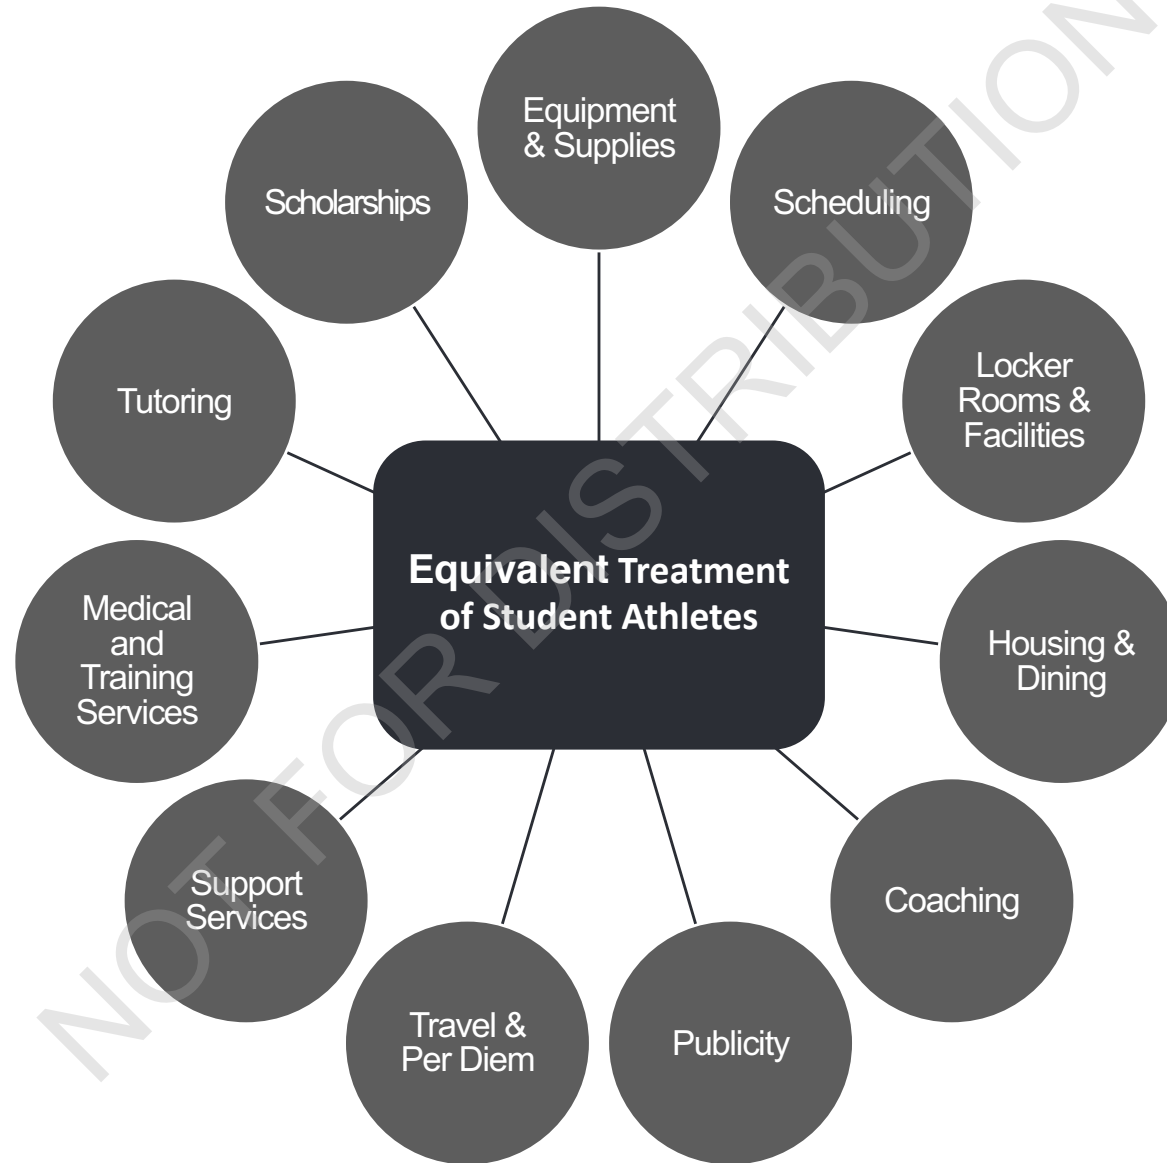 Equipment
& Supplies
Scheduling
Locker
Rooms &
Facilities
Housing &
Dining
Coaching
Publicity
Travel &
Per Diem
Support
Services
Medical
and
Training
Services
Tutoring
Scholarships
Equivalent Treatment
of Student Athletes
NOT FOR DISTRIBUTION